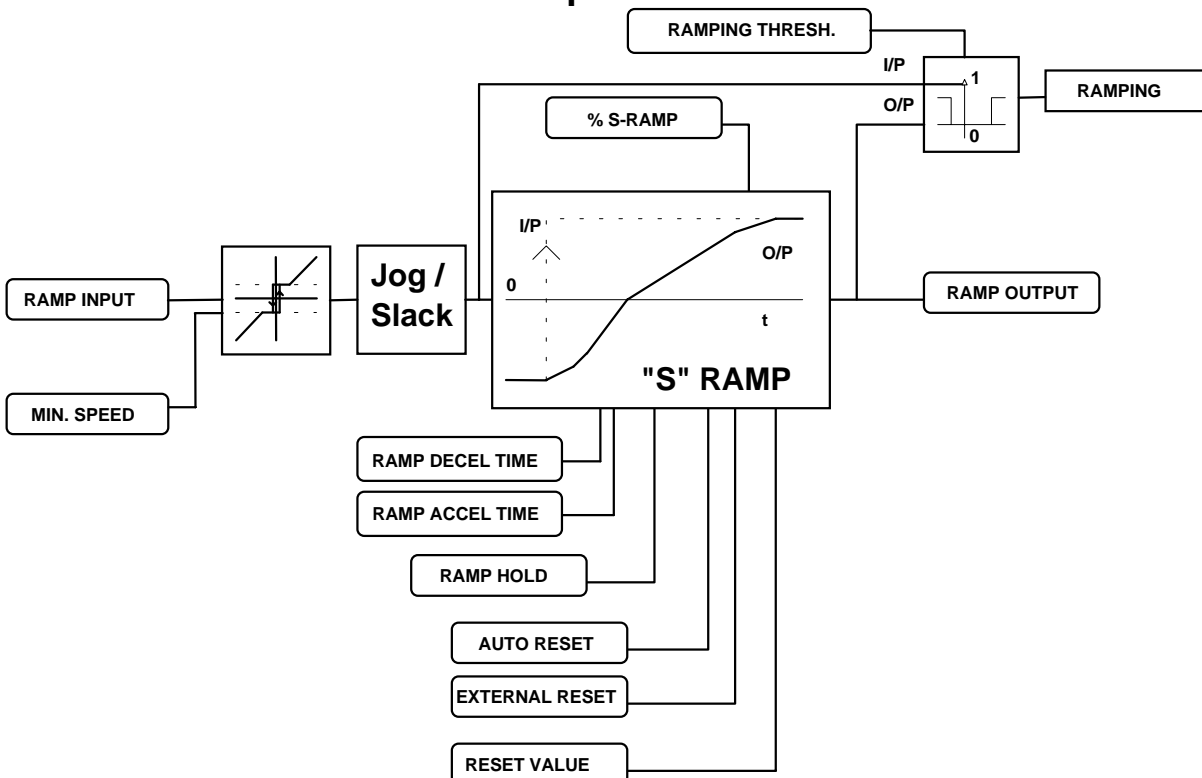 RAMPING THRESH.
I/P
1
RAMPING
O/P
0
% S-RAMP
I/P
O/P
0
t
"S" RAMP
RAMP INPUT
Jog /
Slack
RAMP OUTPUT
MIN. SPEED
RAMP DECEL TIME
RAMP ACCEL TIME
RAMP HOLD
AUTO RESET
EXTERNAL RESET
RESET VALUE